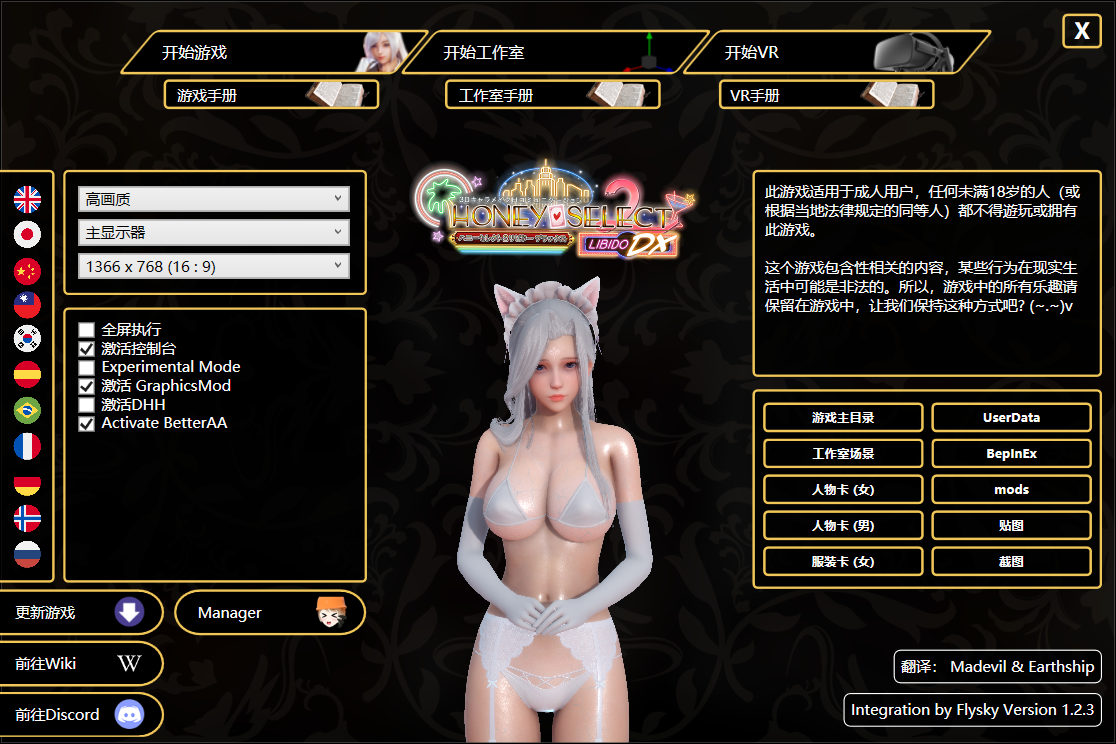 开始游戏
开始工作室
开始VR
X
游戏手册
工作室手册
VR手册
高画质
主显示器
1366 x 768 (16 : 9)
全屏执行
激活控制台
Experimental Mode
激活 GraphicsMod
激活DHH
Activate BetterAA
HONEY SELECT
2
LIBIDO DX
此游戏适用于成人用户，任何未满18岁的人（或
根据当地法律规定的同等人）都不得遊玩或拥有
此游戏。
这个游戏包含性相关的内容，某些行为在现实生
活中可能是非法的。所以，游戏中的所有乐趣请
保留在游戏中，让我们保持这种方式吧? (~.~)v
游戏主目录
UserData
工作室场景
BepInEx
人物卡 (女)
mods
人物卡 (男)
贴图
服装卡 (女)
截图
更新游戏
Manager
前往Wiki
W
前往Discord
翻译： Madevil & Earthship
Integration by Flysky Version 1.2.3